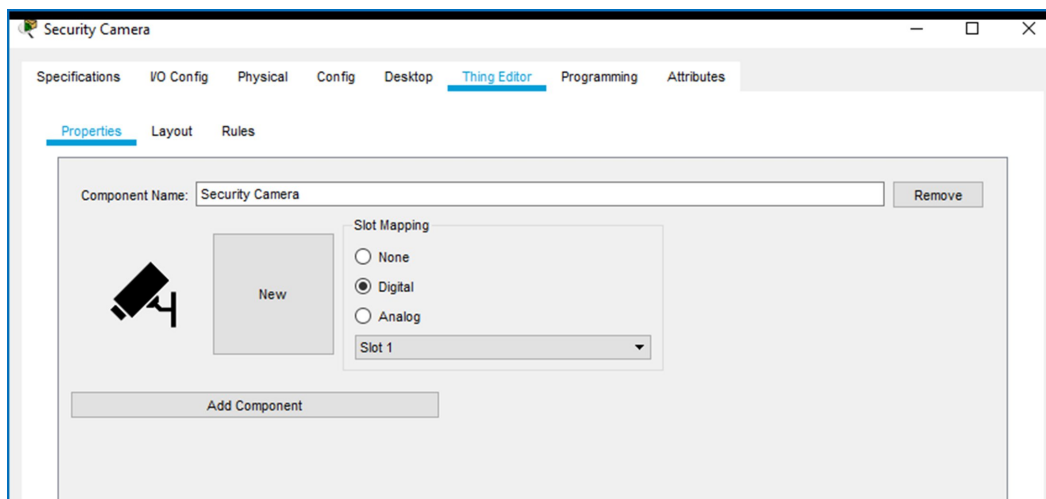 Security Camera
Specifications I/O Config Physical Config Desktop Thing Editor Programming Attributes
Properties Layout Rules
Component Name: Security Camera Remove
Slot Mapping
None
New
Digital
Analog
Slot 1
Add Component